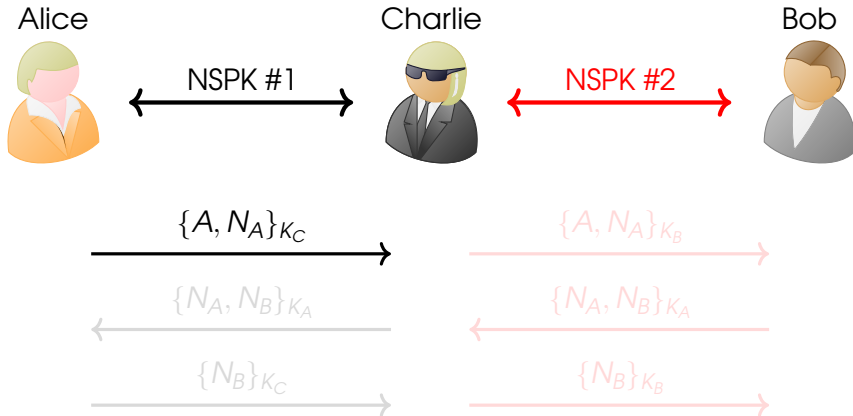 Alice Charlie Bob
NSPK #1 NSPK #2
{A, N_A}_{K_C} {A, N_A}_{K_B}
{N_A, N_B}_{K_A} {N_A, N_B}_{K_A}
{N_B}_{K_C} {N_B}_{K_B}